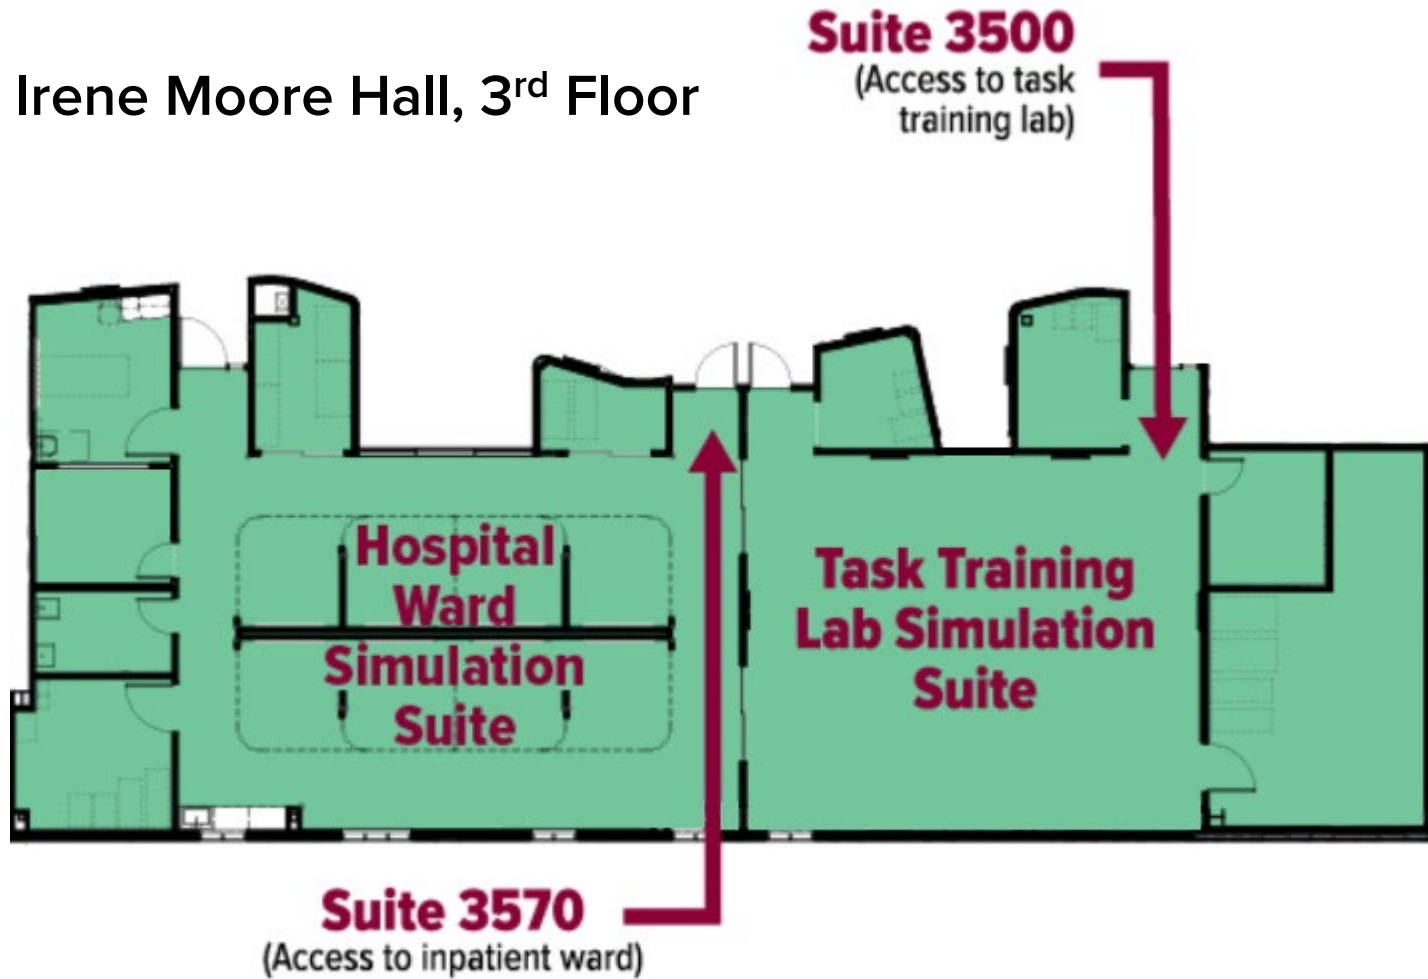 Irene Moore Hall, 3rd Floor
Suite 3500
(Access to task
training lab)
Hospital
Ward
Simulation
Suite
Task Training
Lab Simulation
Suite
Suite 3570
(Access to inpatient ward)